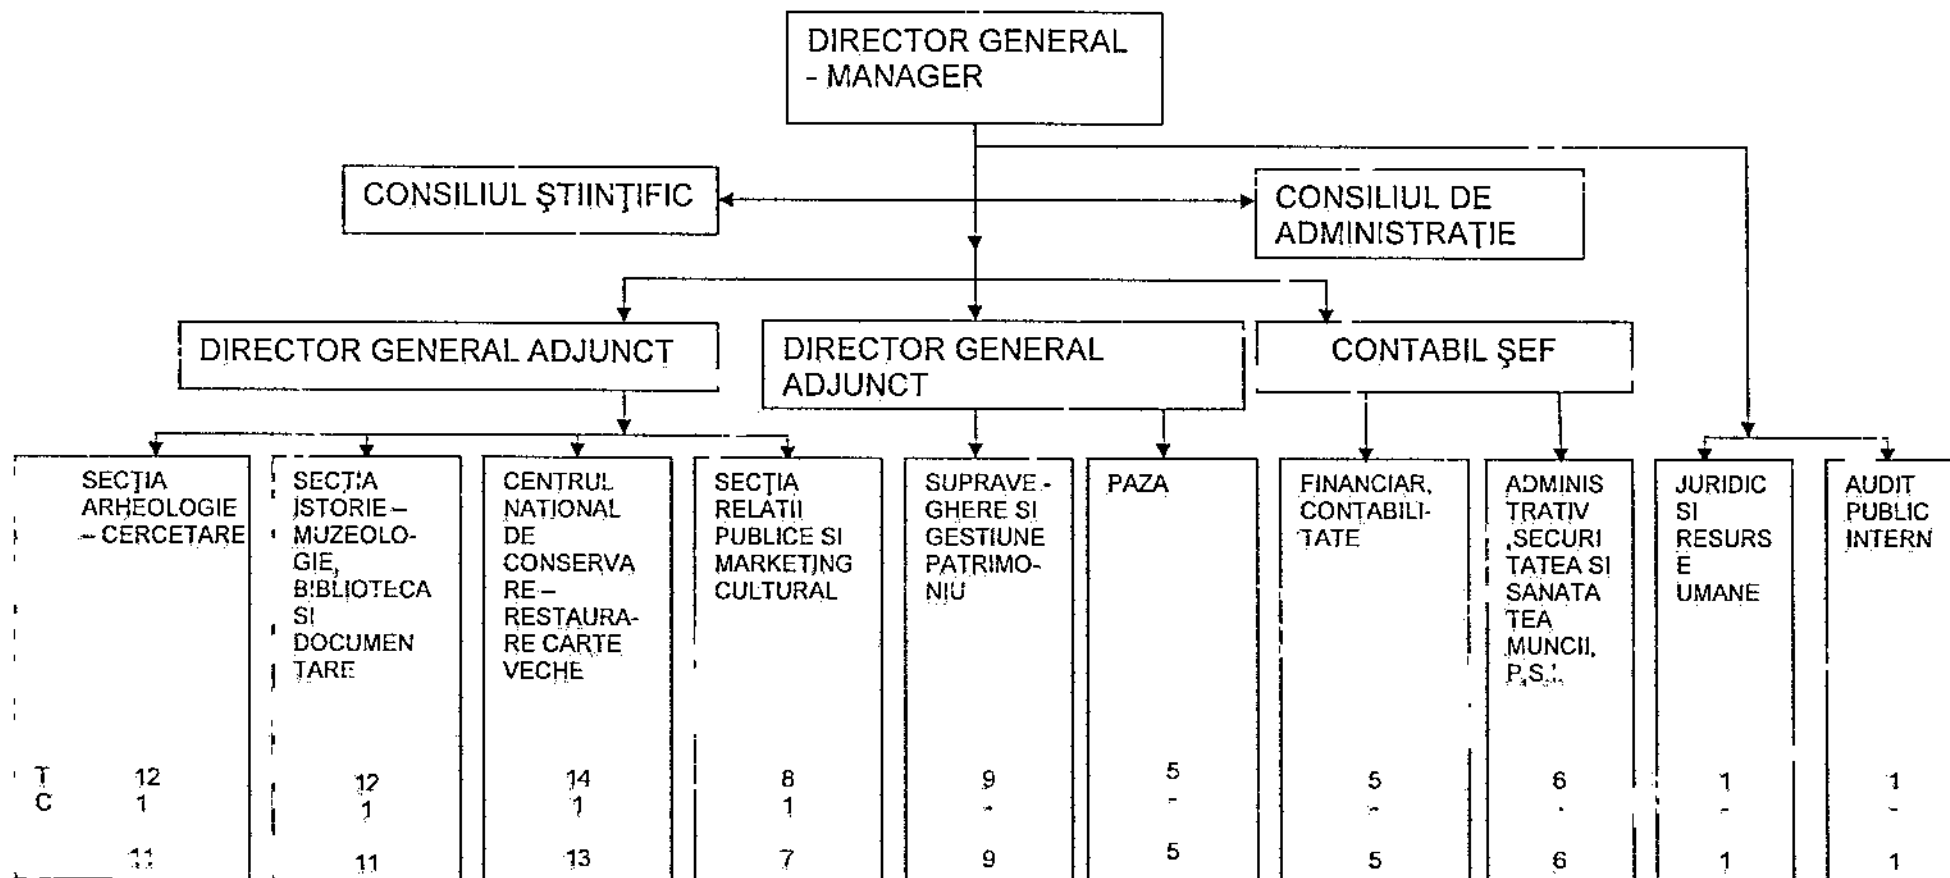 DIRECTOR GENERAL
- MANAGER
CONSILIUL ŞTIINŢIFIC
CONSILIUL DE
ADMINISTRAŢIE
DIRECTOR GENERAL ADJUNCT
DIRECTOR GENERAL
ADJUNCT
CONTABIL ŞEF
SECŢIA
ARHEOLOGIE
– CERCETARE
SECŢIA
ISTORIE –
MUZEOLO-
GIE,
BIBLIOTECA
SI
DOCUMEN
TARE
CENTRUL
NATIONAL
DE
CONSERVA
RE –
RESTAURA-
RE CARTE
VECHE
SECŢIA
RELATII
PUBLICE SI
MARKETING
CULTURAL
SUPRAVE-
GHERE SI
GESTIUNE
PATRIMO-
NIU
PAZA
FINANCIAR,
CONTABILI-
TATE
ADMINIS
TRATIV
,SECURI
TATEA SI
SANATA
TEA
MUNCII,
JURIDIC
SI
RESURS
E
UMANE
AUDIT
PUBLIC
INTERN
T 12 12 14 8 9 5 5 6 1 1
C 1 1 1 1 - - - - - -
11 11 13 7 9 5 5 6 1 1